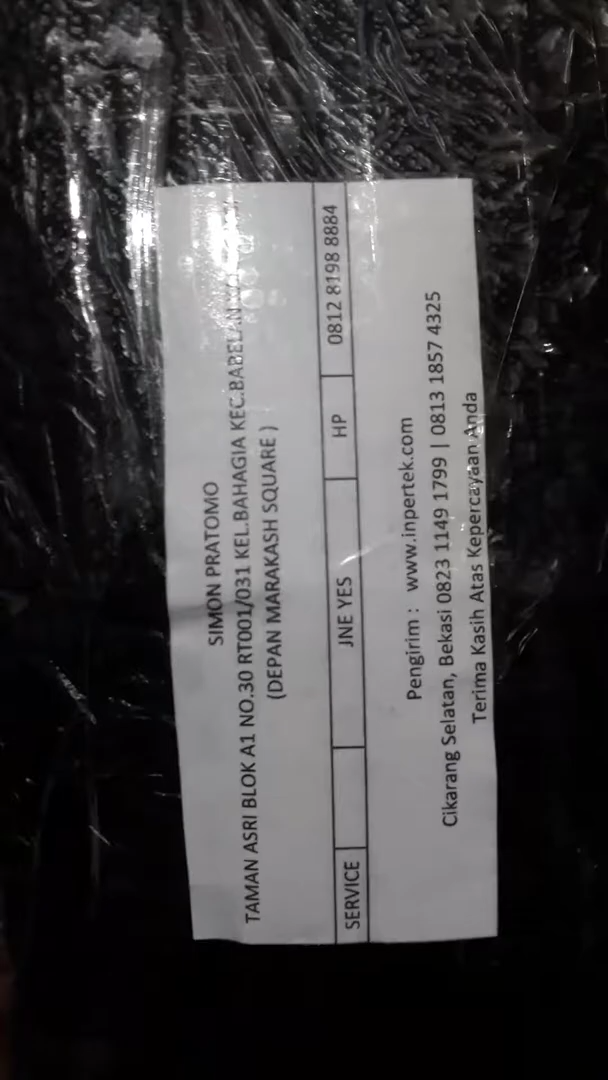 SIMON PRATOMO
TAMAN ASRI BLOK A1 NO.30 RT001/031 KEL.BAHAGIA
(DEPAN MARAKASH SQUARE )
SERVICE JNE YES HP 0812 8198 8884
Pengirim : www.inpertek.com
Cikarang Selatan, Bekasi 0823 1149 1799 | 0813 1857 4325
Terima Kasih Atas Kepercayaan Anda